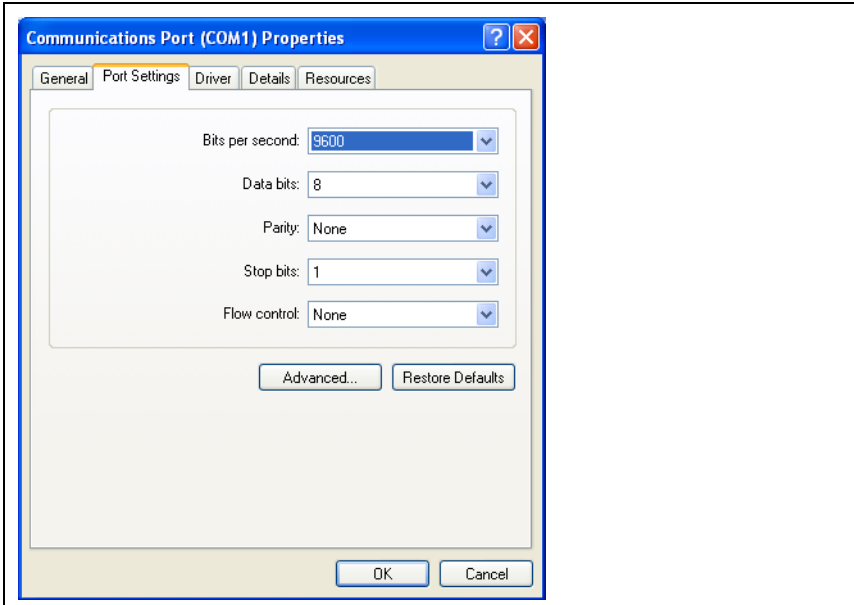 Communications Port (COM1) Properties
General Port Settings Driver Details Resources
Bits per second: 9600
Data bits: 8
Parity: None
Stop bits: 1
Flow control: None
Advanced... Restore Defaults
OK Cancel